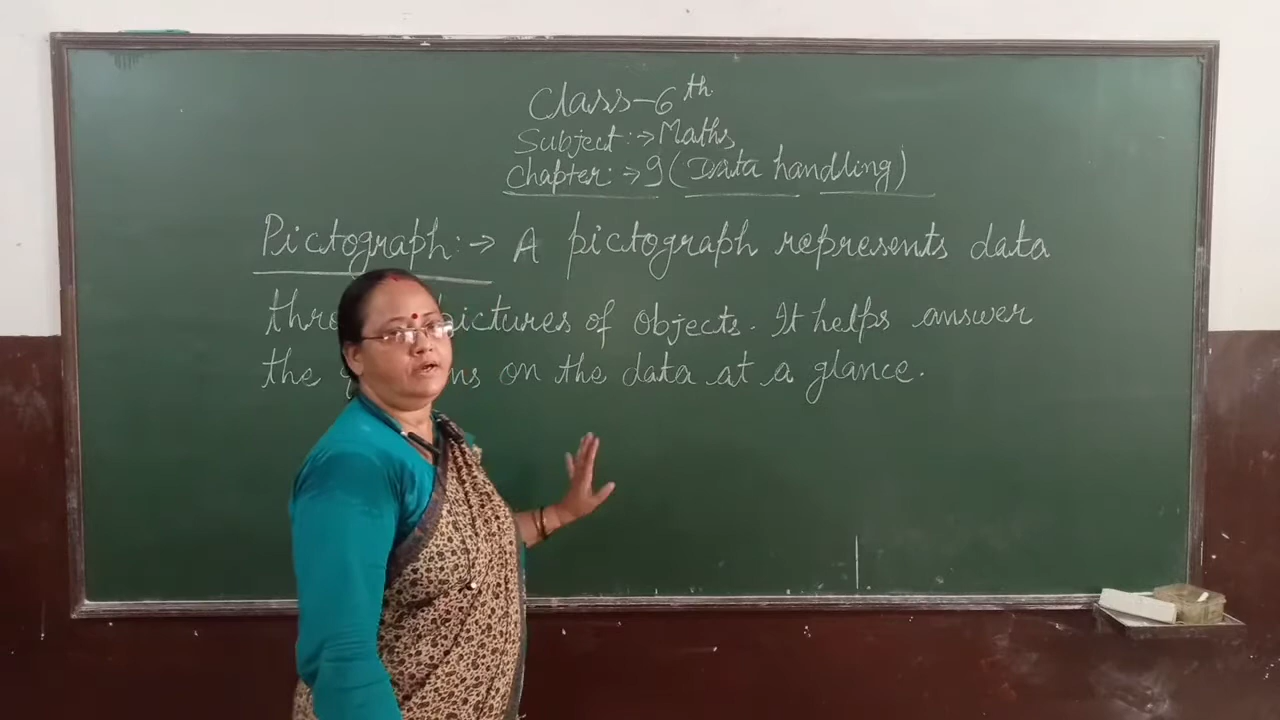 Class-6th
Subject:→Maths
Chapter:→9(Data handling)
Pictograph:→ A pictograph represents data
thro pictures of objects. It helps answer
the ns on the data at a glance.